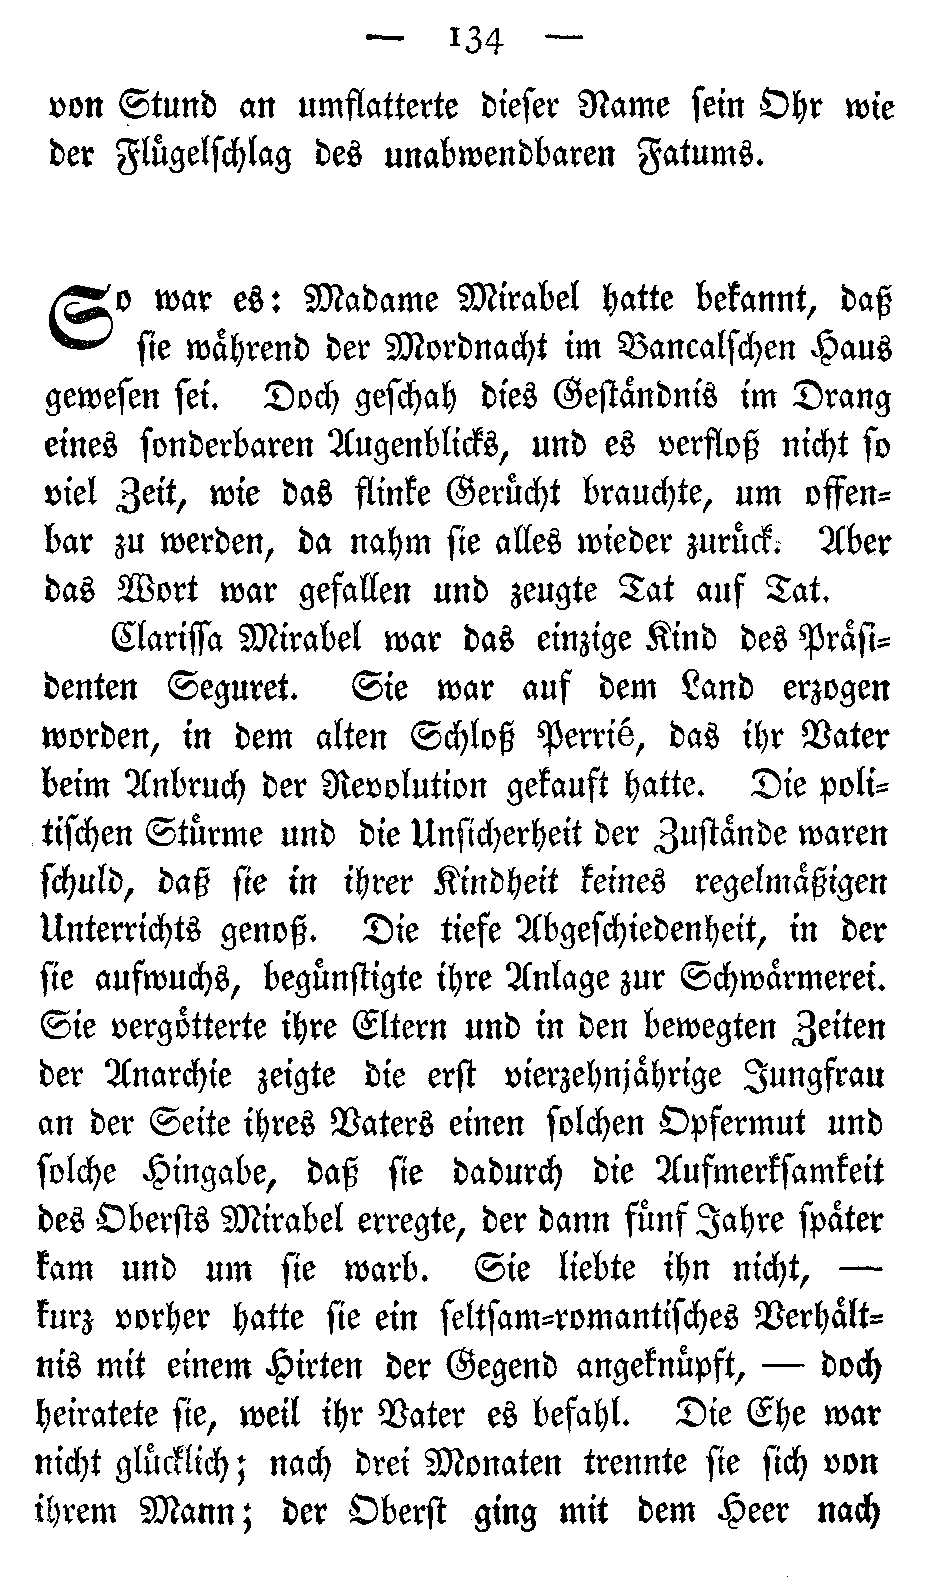 — 134 —
von Stund an umflatterte dieser Name sein Ohr wie
der Flügelschlag des unabwendbaren Fatums.
So war es: Madame Mirabel hatte bekannt, daß
sie während der Mordnacht im Bancalschen Haus
gewesen sei. Doch geschah dies Geständnis im Drang
eines sonderbaren Augenblicks, und es verfloß nicht so
viel Zeit, wie das flinke Gerücht brauchte, um offen-
bar zu werden, da nahm sie alles wieder zurück. Aber
das Wort war gefallen und zeugte Tat auf Tat.
Clarissa Mirabel war das einzige Kind des Präsi-
denten Seguret. Sie war auf dem Land erzogen
worden, in dem alten Schloß Perrié, das ihr Vater
beim Anbruch der Revolution gekauft hatte. Die poli-
tischen Stürme und die Unsicherheit der Zustände waren
schuld, daß sie in ihrer Kindheit keines regelmäßigen
Unterrichts genoß. Die tiefe Abgeschiedenheit, in der
sie aufwuchs, begünstigte ihre Anlage zur Schwärmerei.
Sie vergötterte ihre Eltern und in den bewegten Zeiten
der Anarchie zeigte die erst vierzehnjährige Jungfrau
an der Seite ihres Vaters einen solchen Opfermut und
solche Hingabe, daß sie dadurch die Aufmerksamkeit
des Obersts Mirabel erregte, der dann fünf Jahre später
kam und um sie warb. Sie liebte ihn nicht, —
kurz vorher hatte sie ein seltsam-romantisches Verhält-
nis mit einem Hirten der Gegend angeknüpft, — doch
heiratete sie, weil ihr Vater es befahl. Die Ehe war
nicht glücklich; nach drei Monaten trennte sie sich von
ihrem Mann; der Oberst ging mit dem Heer nach